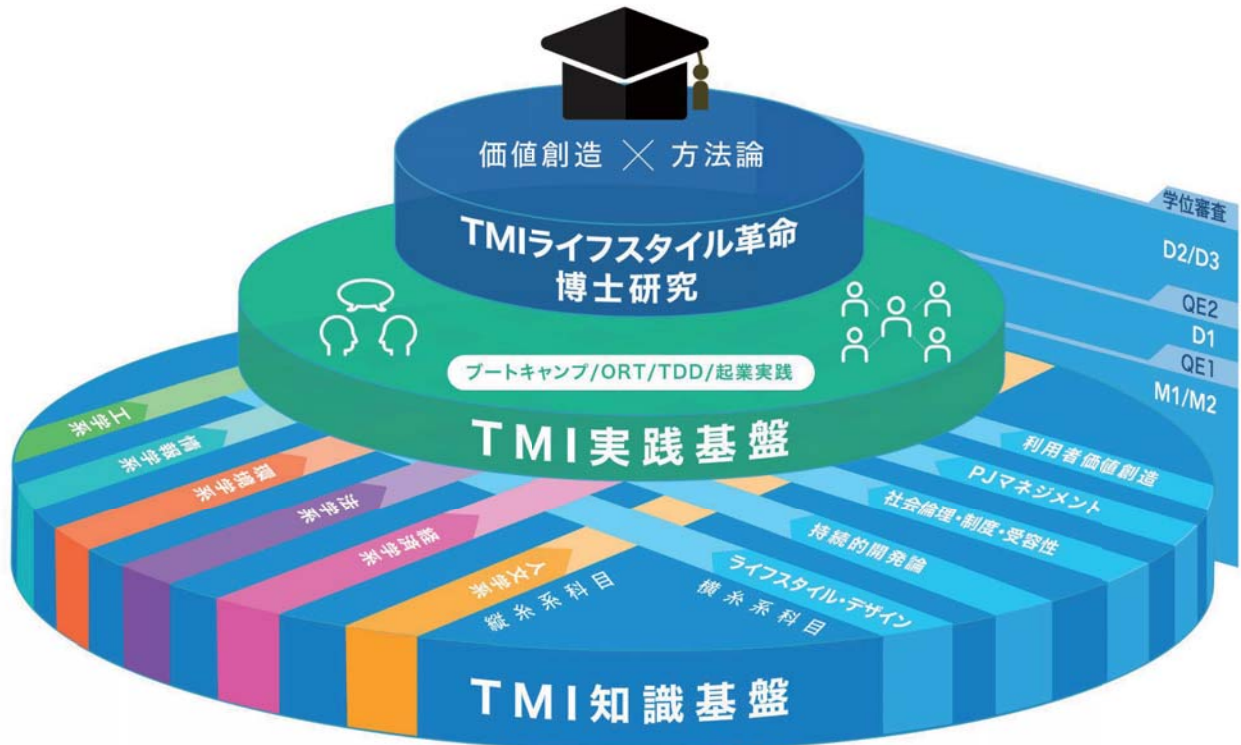 価値創造 × 方法論
TMIライフスタイル革命
博士研究
ブートキャンプ/ORT/TDD/起業実践
TMI実践基盤
学位審査
D2/D3
QE2
D1
QE1
M1/M2
工学系
情報学系
環境学系
法学系
経済学系
人文学系
縦糸系科目
利用者価値創造
PJマネジメント
社会倫理・制度・受容性
持続的開発論
ライフスタイル・デザイン
横糸系科目
TMI知識基盤